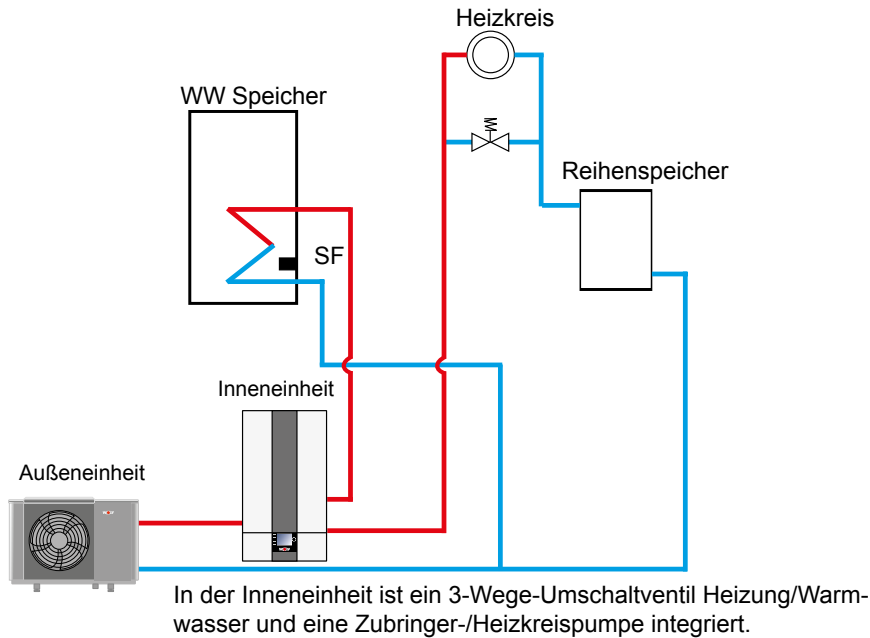 Heizkreis
WW Speicher
Reihenspeicher
SF
Inneneinheit
Außeneinheit
In der Inneneinheit ist ein 3-Wege-Umschaltventil Heizung/Warm-
wasser und eine Zubringer-/Heizkreispumpe integriert.